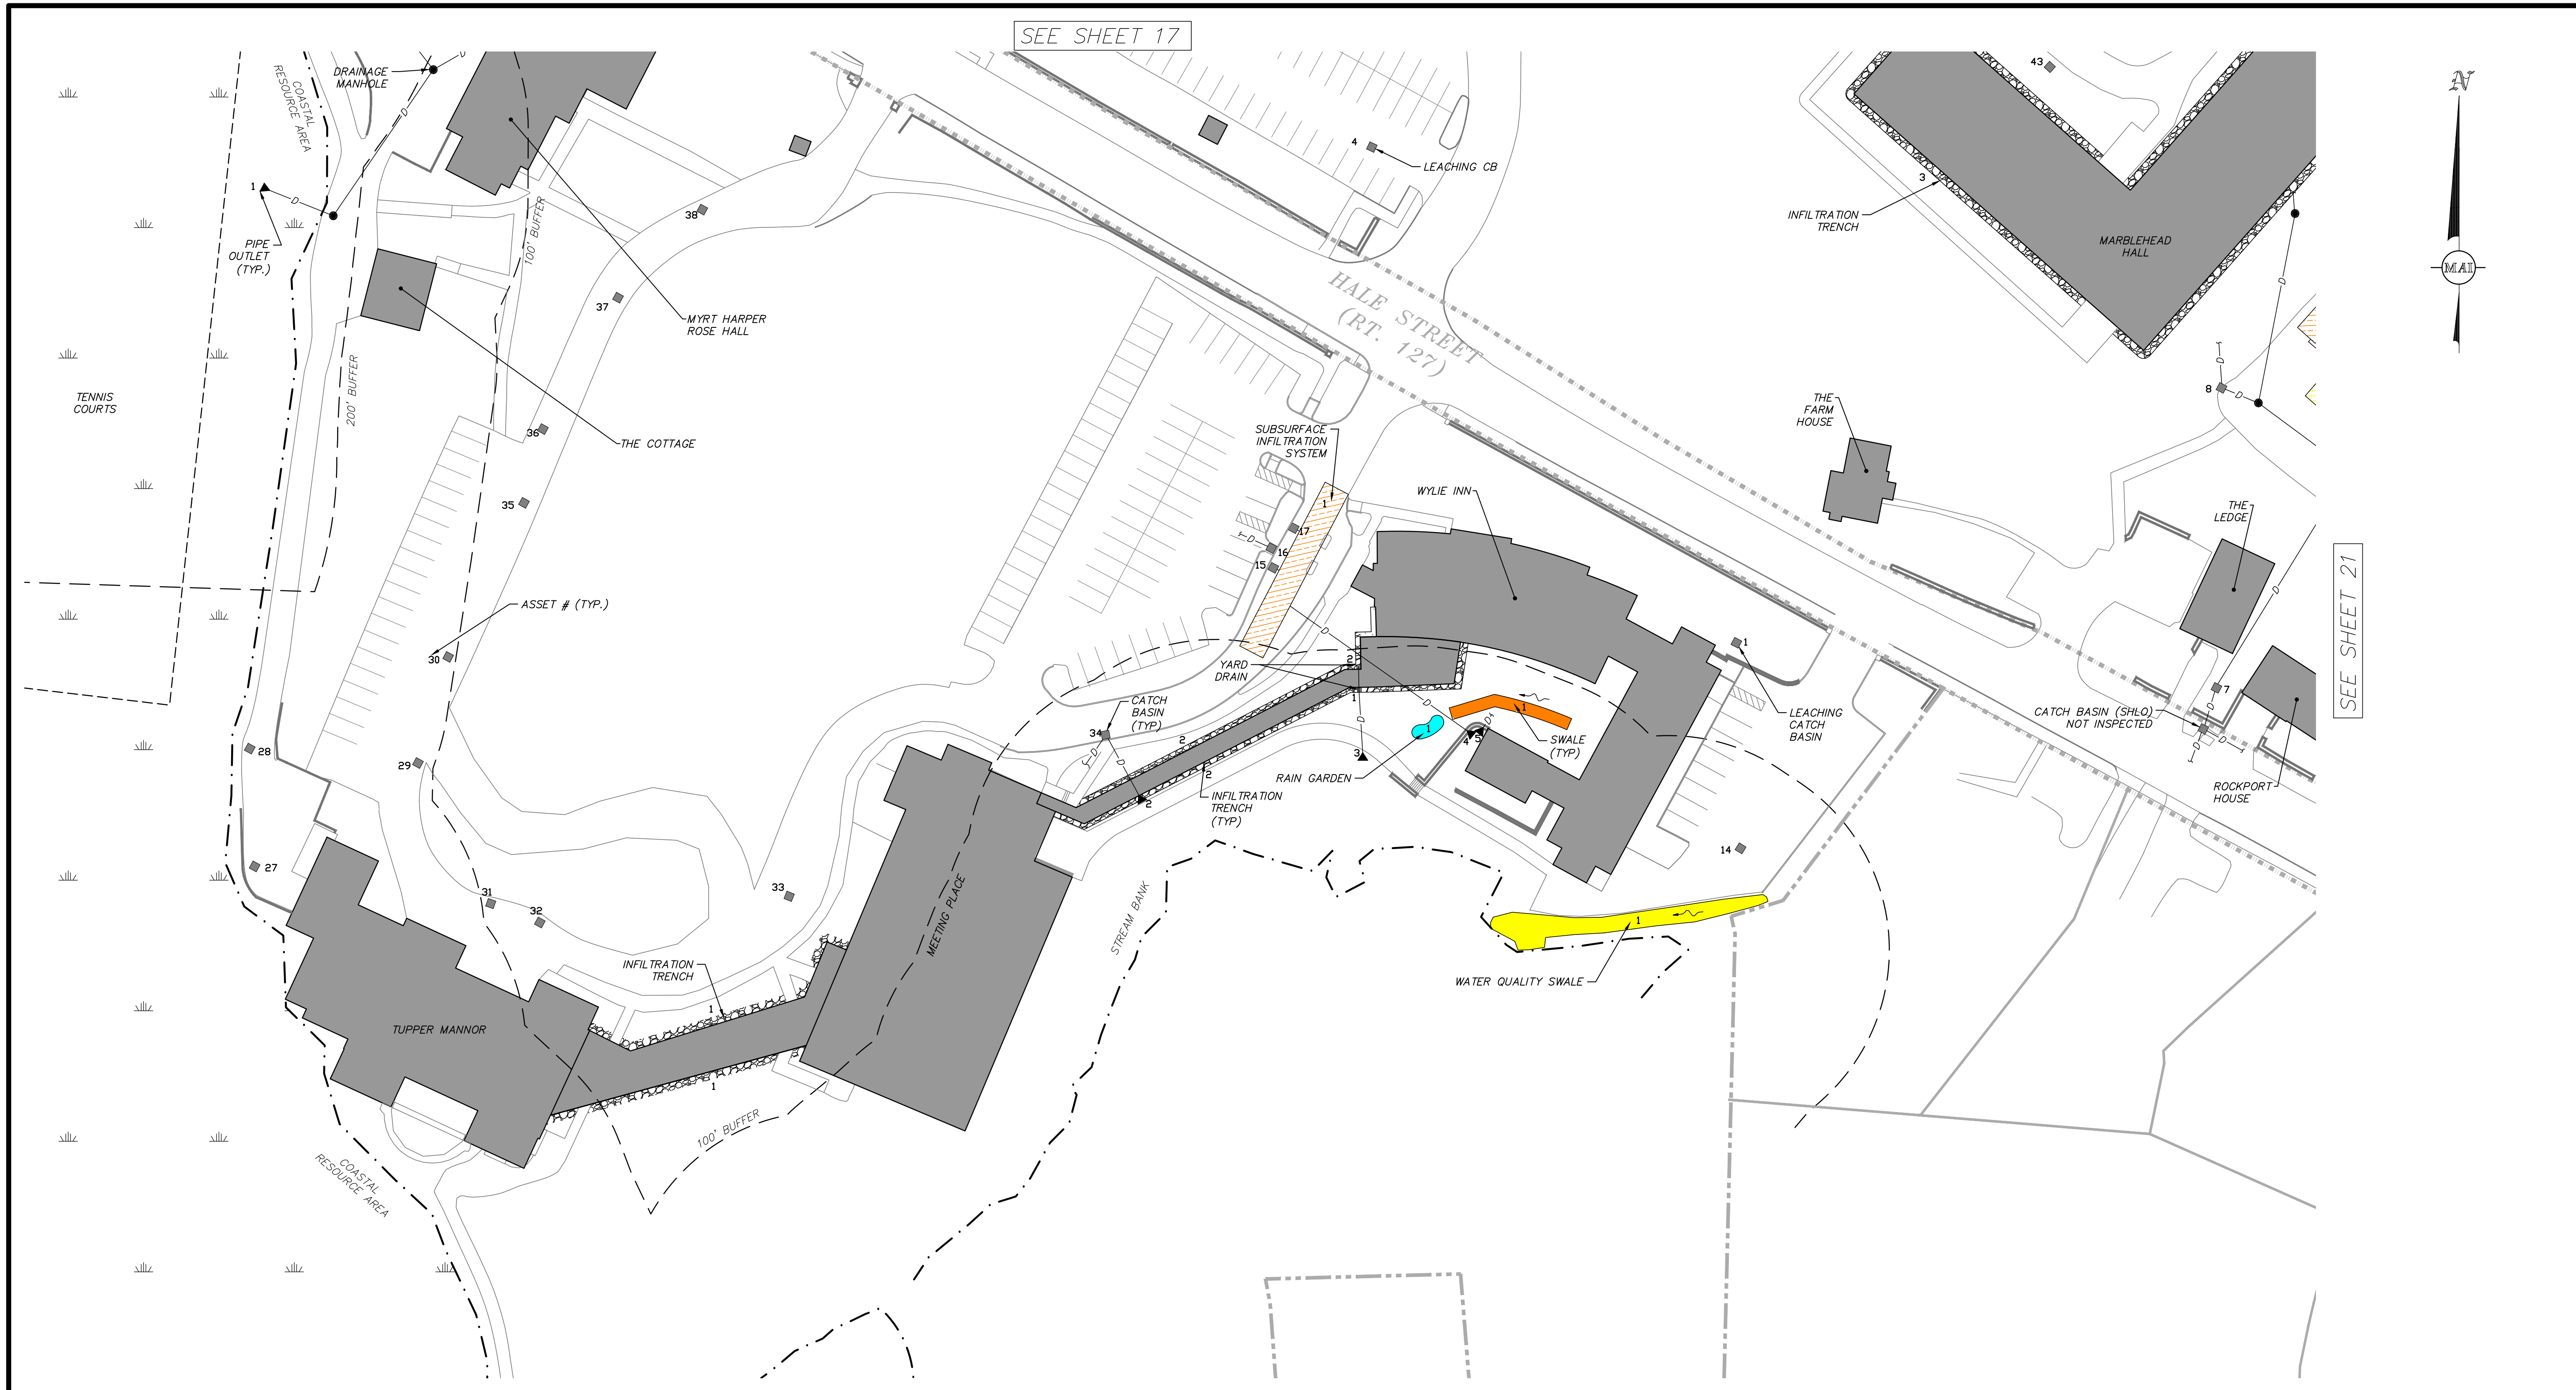 SEE SHEET 17
DRAINAGE
MANHOLE
COASTAL
RESOURCE AREA
D
D
43
N
MAI
4
LEACHING CB
3
INFILTRATION
TRENCH
MARBLEHEAD
HALL
1
D
PIPE
OUTLET
(TYP.)
38
100' BUFFER
37
MYRT HARPER
ROSE HALL
HALE STREET
(RT. 127)
D
D
8
D
TENNIS
COURTS
200' BUFFER
36
THE COTTAGE
THE
FARM
HOUSE
SUBSURFACE
INFILTRATION
SYSTEM
1
WYLIE INN
35
17
16
D
15
THE
LEDGE
SEE SHEET 21
ASSET # (TYP.)
30
D
2
YARD
DRAIN
1
1
LEACHING
CATCH
BASIN
D
7
CATCH BASIN (SHLO)
NOT INSPECTED
D
D
D
CATCH
BASIN
(TYP)
34
D
D
D
1
1
SWALE
(TYP)
D
4
5
3
RAIN GARDEN
28
29
2
2
2
INFILTRATION
TRENCH
(TYP)
ROCKPORT
HOUSE
14
27
31
32
33
MEETING PLACE
STREAM BANK
1
WATER QUALITY SWALE
INFILTRATION
TRENCH
1
TUPPER MANNOR
1
100' BUFFER
COASTAL
RESOURCE AREA